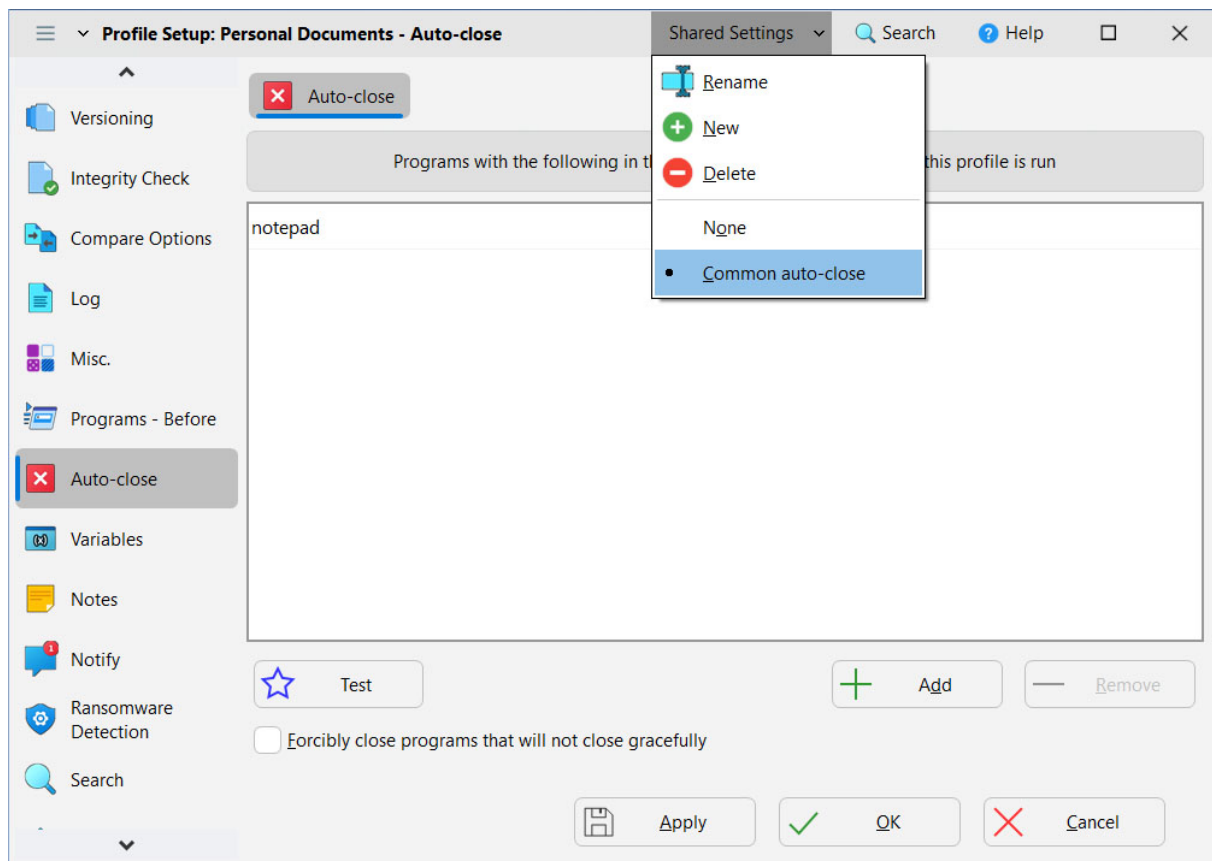 Profile Setup: Personal Documents - Auto-close
Shared Settings
Search
Help
Versioning
Integrity Check
Compare Options
Log
Misc.
Programs - Before
Auto-close
Variables
Notes
1
Notify
Ransomware
Detection
Search
Auto-close
Programs with the following in
this profile is run
notepad
Rename
New
Delete
None
Common auto-close
Test
Add
Remove
Forcibly close programs that will not close gracefully
Apply
OK
Cancel